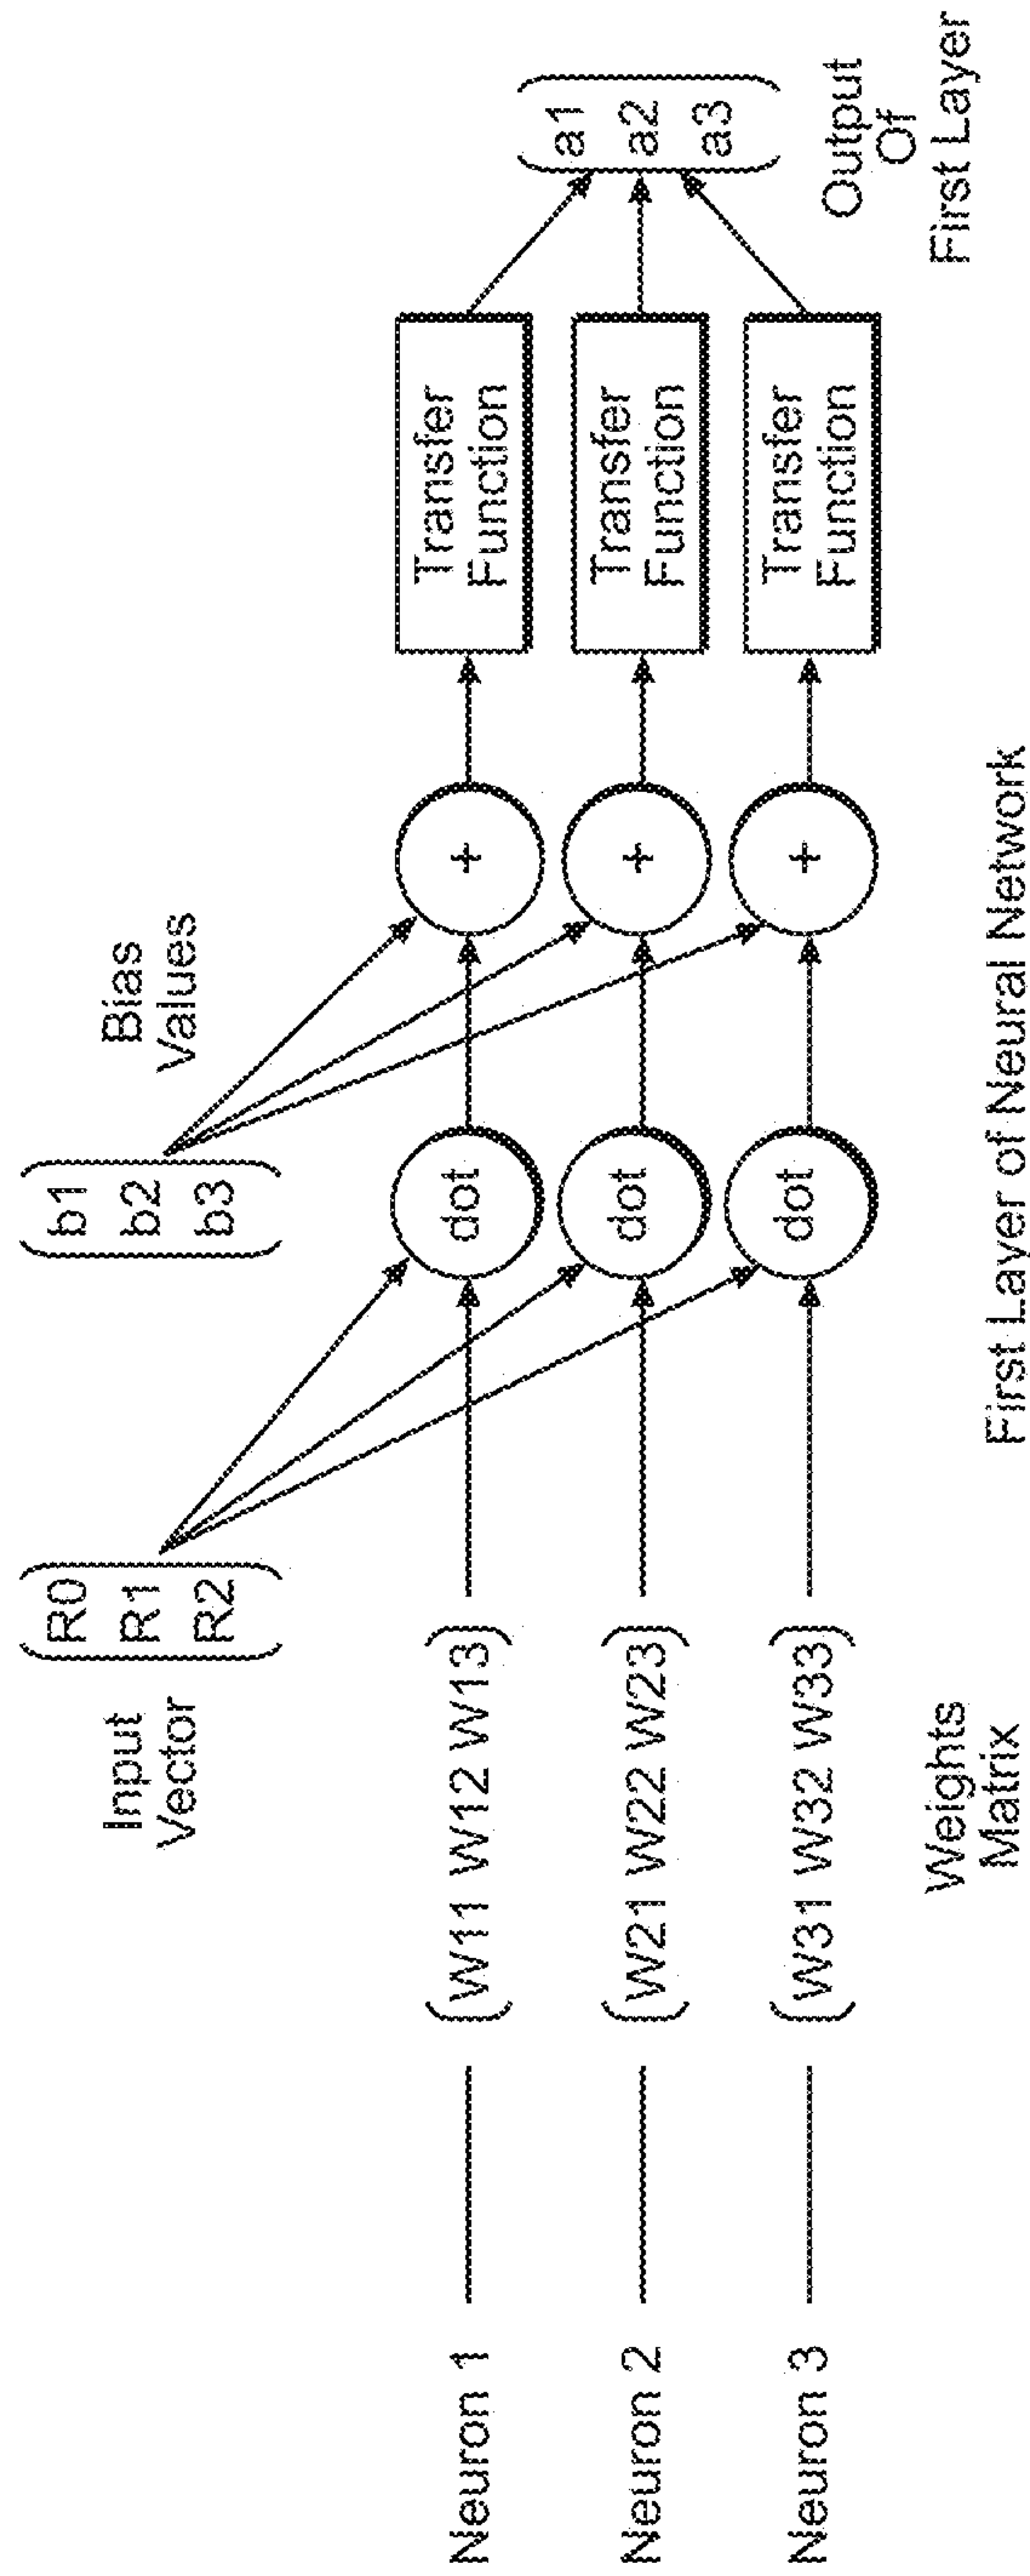 Input
Vector
R0
R1
R2
b1
b2
b3
Bias
Values
Neuron 1
(W11 W12 W13)
dot
+
Transfer
Function
Neuron 2
(W21 W22 W23)
dot
+
Transfer
Function
Neuron 3
(W31 W32 W33)
dot
+
Transfer
Function
a1
a2
a3
Weights
Matrix
Output
Of
First Layer
First Layer of Neural Network